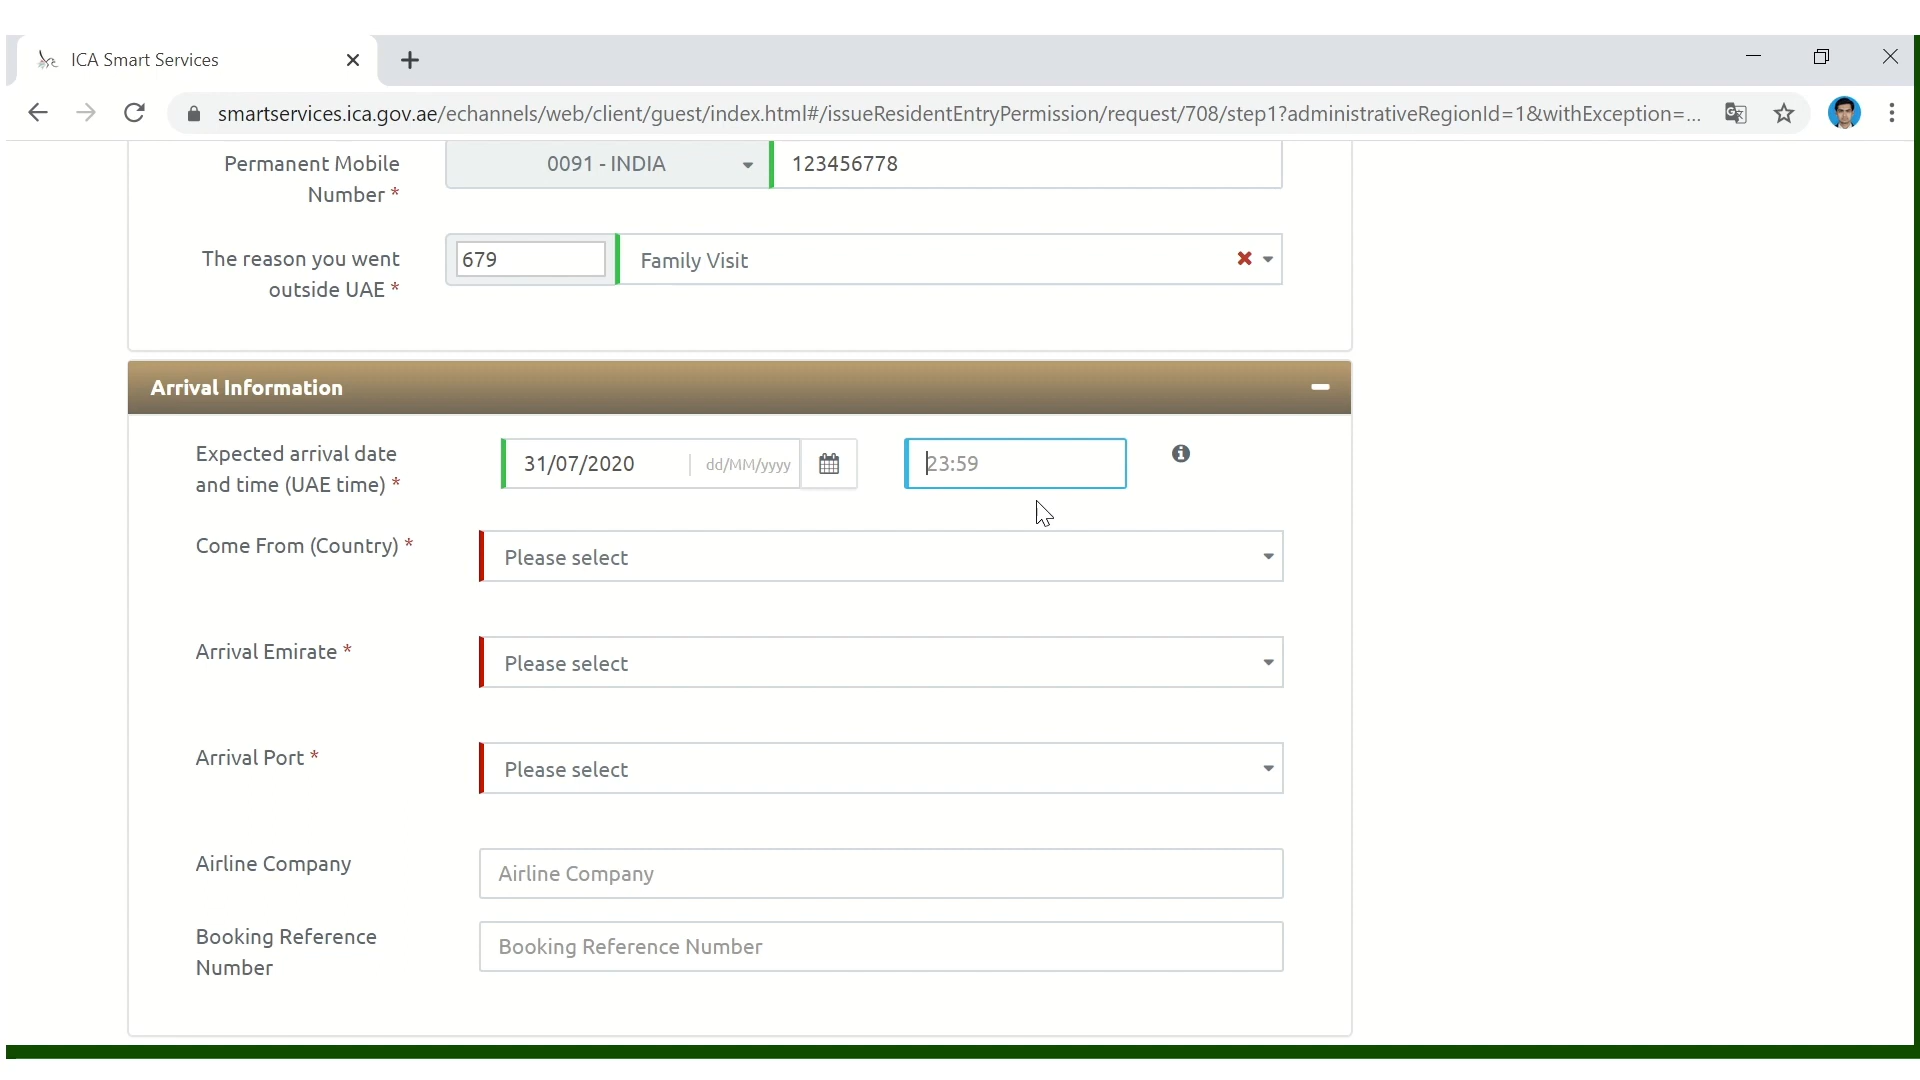 ICA Smart Services
smartservices.ica.gov.ae/echannels/web/client/guest/index.html#/issueResidentEntryPermission/request/708/step1?administrativeRegionId=1&withException=...
Permanent Mobile Number *
0091 - INDIA
123456778
The reason you went outside UAE *
679
Family Visit
Arrival Information
Expected arrival date and time (UAE time) *
31/07/2020
dd/MM/yyyy
23:59
Come From (Country) *
Please select
Arrival Emirate *
Please select
Arrival Port *
Please select
Airline Company
Airline Company
Booking Reference Number
Booking Reference Number